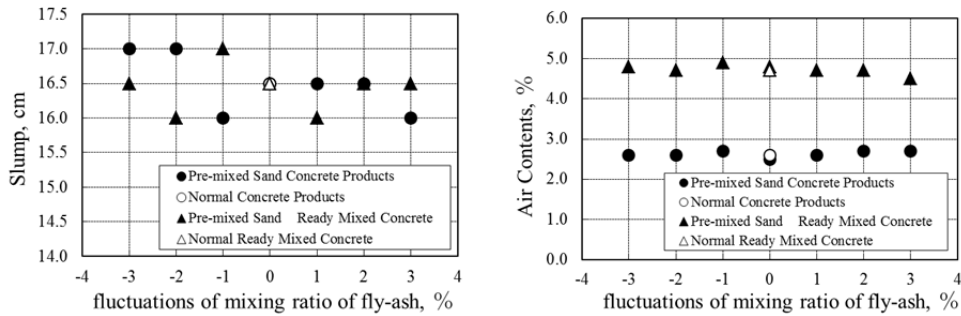 Slump, cm
17.5
17.0
16.5
16.0
15.5
15.0
14.5
14.0
Pre-mixed Sand Concrete Products
Normal Concrete Products
Pre-mixed Sand Ready Mixed Concrete
Normal Ready Mixed Concrete
-4 -3 -2 -1 0 1 2 3 4
fluctuations of mixing ratio of fly-ash, %
Air Contents, %
6.0
5.0
4.0
3.0
2.0
1.0
0.0
Pre-mixed Sand Concrete Products
Normal Concrete Products
Pre-mixed Sand Ready Mixed Concrete
Normal Ready Mixed Concrete
-4 -3 -2 -1 0 1 2 3 4
fluctuations of mixing ratio of fly-ash, %